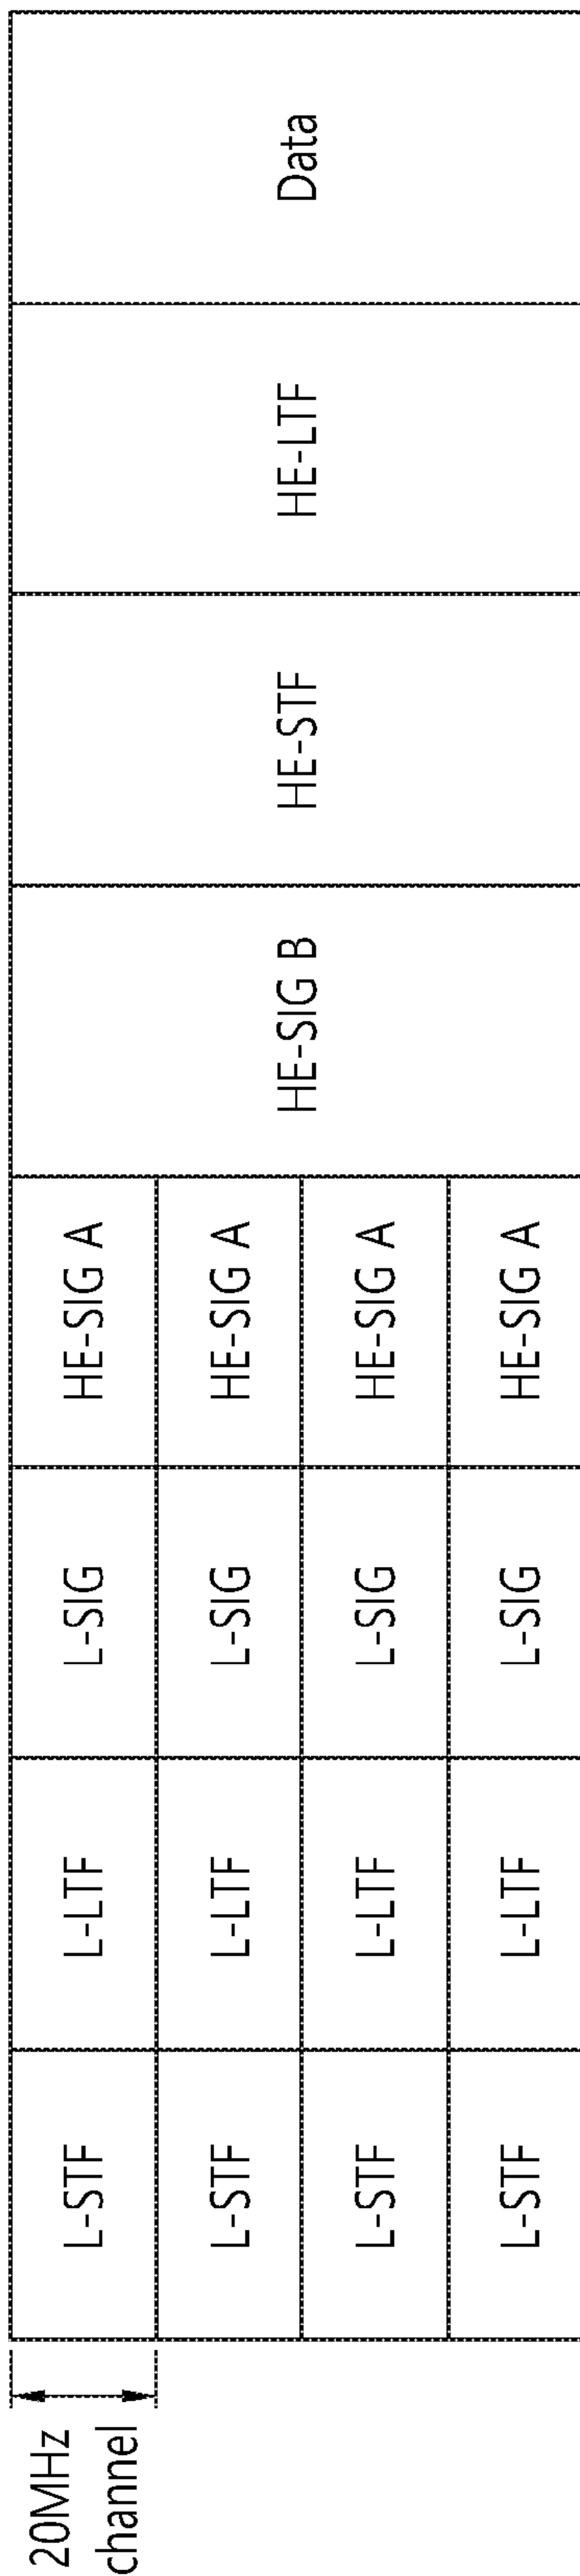 20MHz
channel
L-STF
L-LTF
L-SIG
HE-SIG A
L-STF
L-LTF
L-SIG
HE-SIG A
L-STF
L-LTF
L-SIG
HE-SIG A
L-STF
L-LTF
L-SIG
HE-SIG A
HE-SIG B
HE-STF
HE-LTF
Data